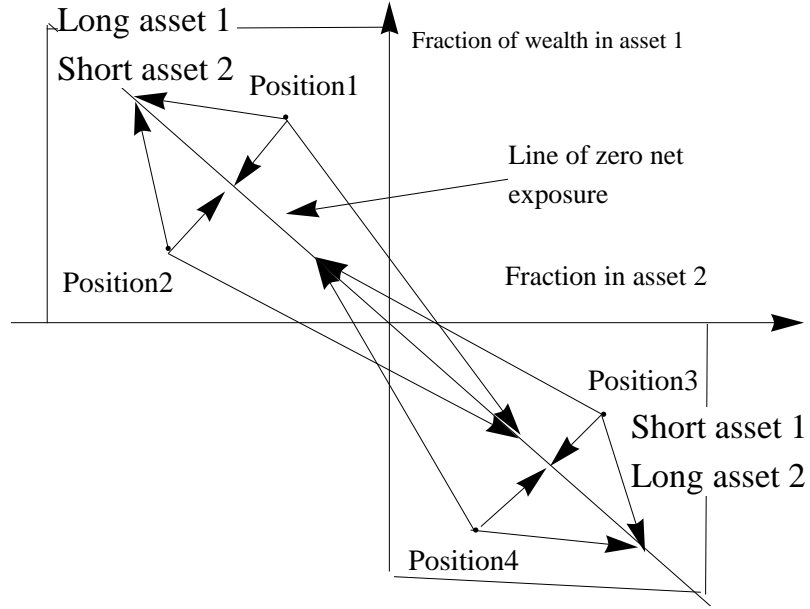 Long asset 1
Short asset 2
Fraction of wealth in asset 1
Position1
Line of zero net
exposure
Position2
Fraction in asset 2
Position3
Short asset 1
Long asset 2
Position4